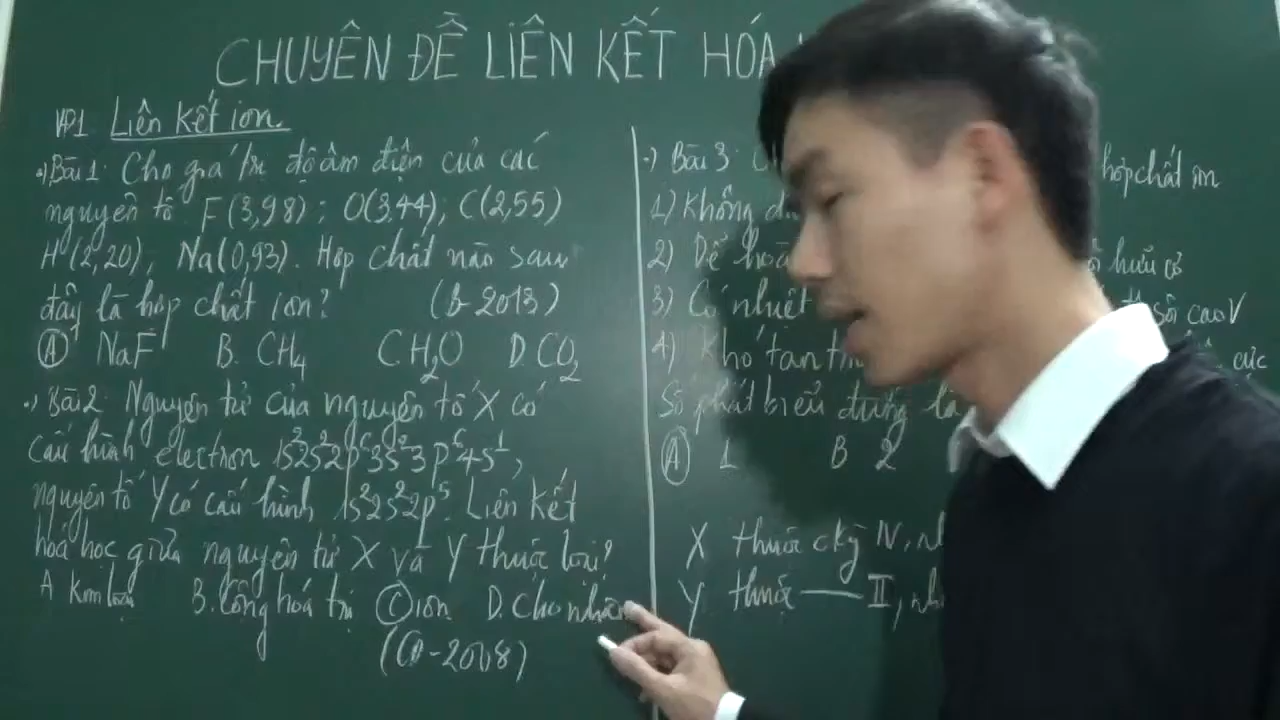 CHUYÊN ĐỀ LIÊN KẾT HÓA
VĐ1 Liên kết ion.
Bài 1: Cho giá trị độ âm điện của các
nguyên tố: F(3,98); O(3,44), C(2,55)
H(2,20), Na(0,93). Hợp chất nào sau
đây là hợp chất ion? (B-2013)
A NaF B. CH₄ CH₂O D. CO₂
Bài 2: Nguyên tử của nguyên tố X có
cấu hình electron 1s²2s²2p⁶3s²3p⁶4s¹,
nguyên tố Y có cấu hình 1s²2s²2p⁵. Liên kết
hoá học giữa nguyên tử X và Y thuộc loại?
A Kim loại B. Cộng hoá trị C ion D. Cho nhận
(CĐ-2008)
Bài 3: hợp chất ion
1) Không
2) Dễ hoà hữu cơ
3) Có nhiệt sôi cao V
4) Khó tan cực
Số phát biểu đúng là
A 1 B 2
X thuộc ckỳ IV,
Y thuộc — II,